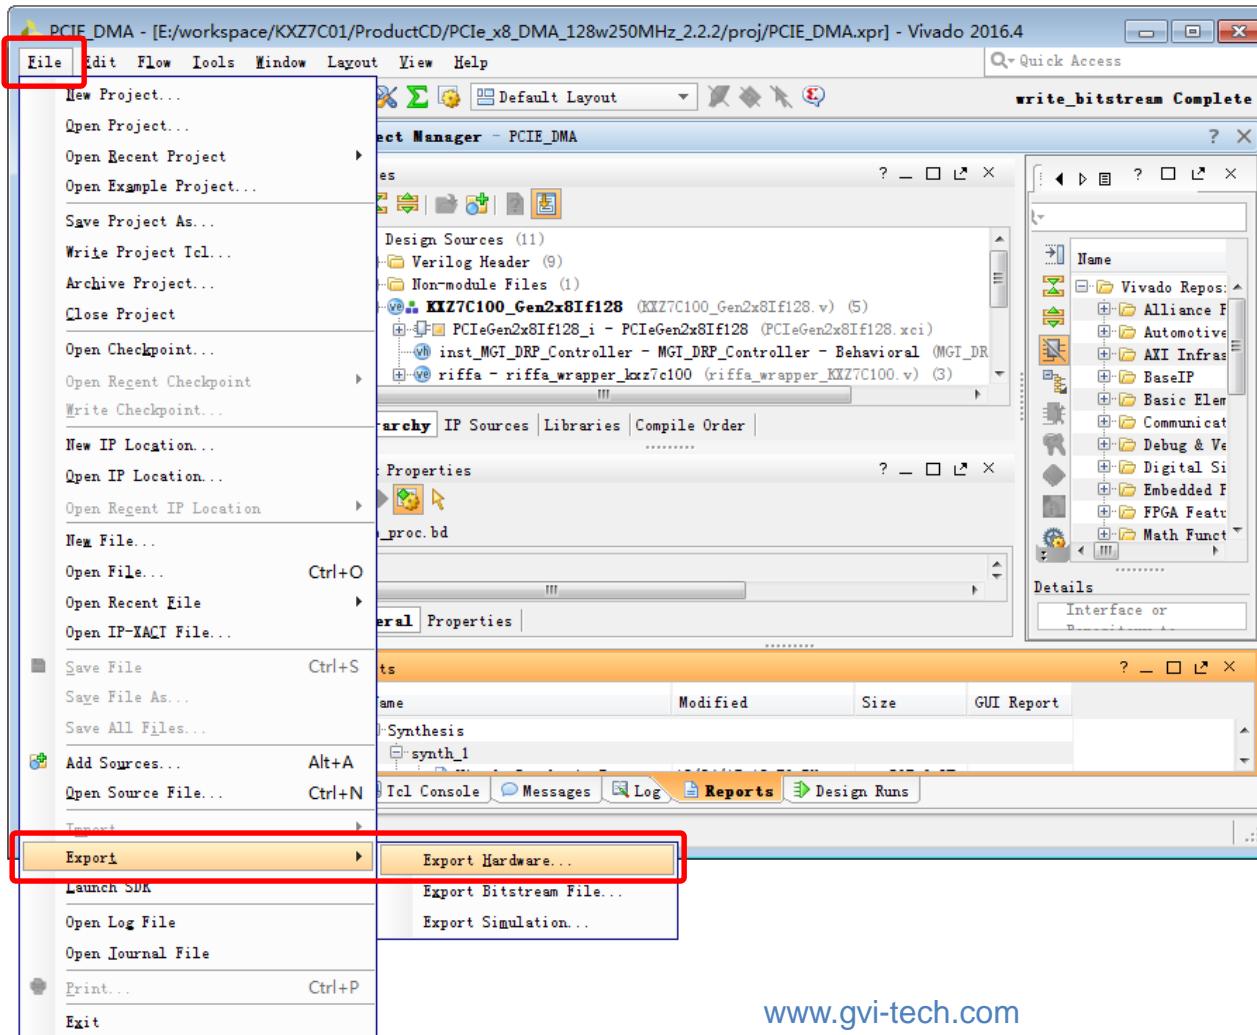 PCIE_DMA - [E:/workspace/KXZ7C01/ProductCD/PCIe_x8_DMA_128w250MHz_2.2.2/proj/PCIE_DMA.xpr] - Vivado 2016.4
File Edit Flow Tools Window Layout View Help
Quick Access
Default Layout
write_bitstream Complete
New Project...
Open Project...
Open Recent Project
Open Example Project...
Save Project As...
Write Project Tcl...
Archive Project...
Close Project
Open Checkpoint...
Open Recent Checkpoint
Write Checkpoint...
New IP Location...
Open IP Location...
Open Recent IP Location
New File...
Open File... Ctrl+O
Open Recent File
Open IP-XACT File...
Save File Ctrl+S
Save File As...
Save All Files...
Add Sources... Alt+A
Open Source File... Ctrl+N
Import
Export
Launch SDK
Open Log File
Open Journal File
Print... Ctrl+P
Exit
Export Hardware...
Export Bitstream File...
Export Simulation...
ect Manager - PCIE_DMA
es
Design Sources (11)
Verilog Header (9)
Non-module Files (1)
KXZ7C100_Gen2x8If128 (KXZ7C100_Gen2x8If128.v) (5)
PCIeGen2x8If128_i - PCIeGen2x8If128 (PCIeGen2x8If128.xci)
inst_MGT_DRP_Controller - MGT_DRP_Controller - Behavioral (MGT_DR
riffa - riffa_wrapper_kxz7c100 (riffa_wrapper_KXZ7C100.v) (3)
archy IP Sources Libraries Compile Order
Properties
_proc.bd
eral Properties
Name
Vivado Repos:
Alliance P
Automotive
AXI Infras
BaseIP
Basic Elem
Communicat
Debug & Ve
Digital Si
Embedded P
FPGA Featu
Math Funct
Details
Interface or
ts
ame Modified Size GUI Report
Synthesis
synth_1
Tcl Console Messages Log Reports Design Runs
www.gvi-tech.com